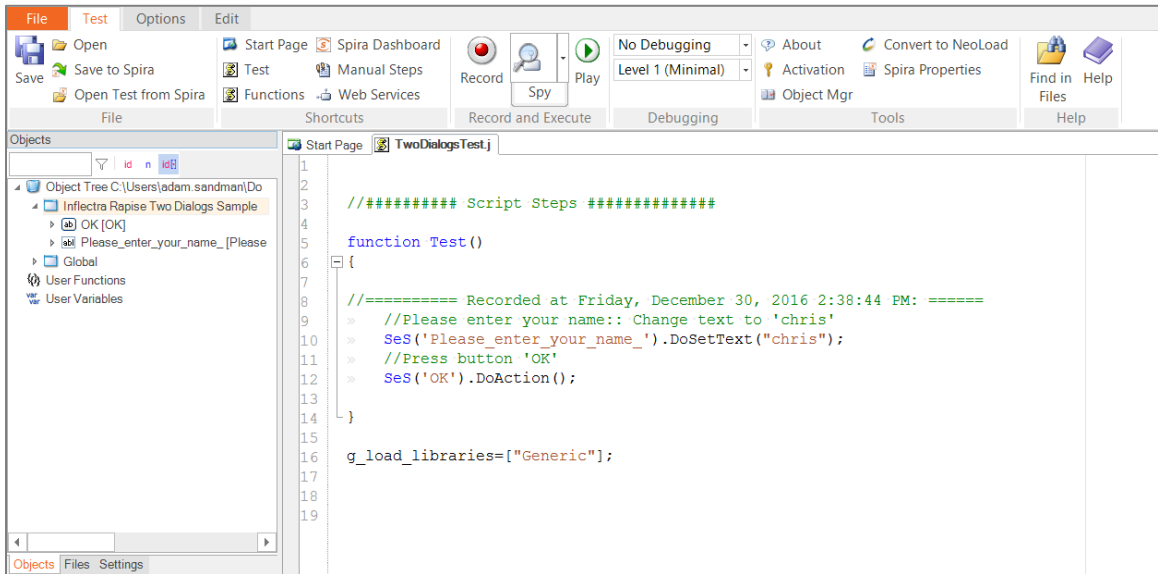 File Test Options Edit
Open Start Page Spira Dashboard No Debugging About Convert to NeoLoad
Save Save to Spira Test Manual Steps Record Spy Play Level 1 (Minimal) Activation Spira Properties Find in Files Help
Open Test from Spira Functions Web Services Object Mgr
File Shortcuts Record and Execute Debugging Tools Help
Objects
Start Page TwoDialogsTest.j
id n id
Object Tree C:\Users\adam.sandman\Do
Inflectra Rapise Two Dialogs Sample
ab OK [OK]
abl Please_enter_your_name_ [Please
Global
User Functions
var User Variables
1
2
3 //########## Script Steps ##############
4
5 function Test()
6 {
7
8 //========== Recorded at Friday, December 30, 2016 2:38:44 PM: ======
9 » //Please enter your name:: Change text to 'chris'
10 » SeS('Please_enter_your_name_').DoSetText("chris");
11 » //Press button 'OK'
12 » SeS('OK').DoAction();
13
14 }
15
16 g_load_libraries=["Generic"];
17
18
19
Objects Files Settings